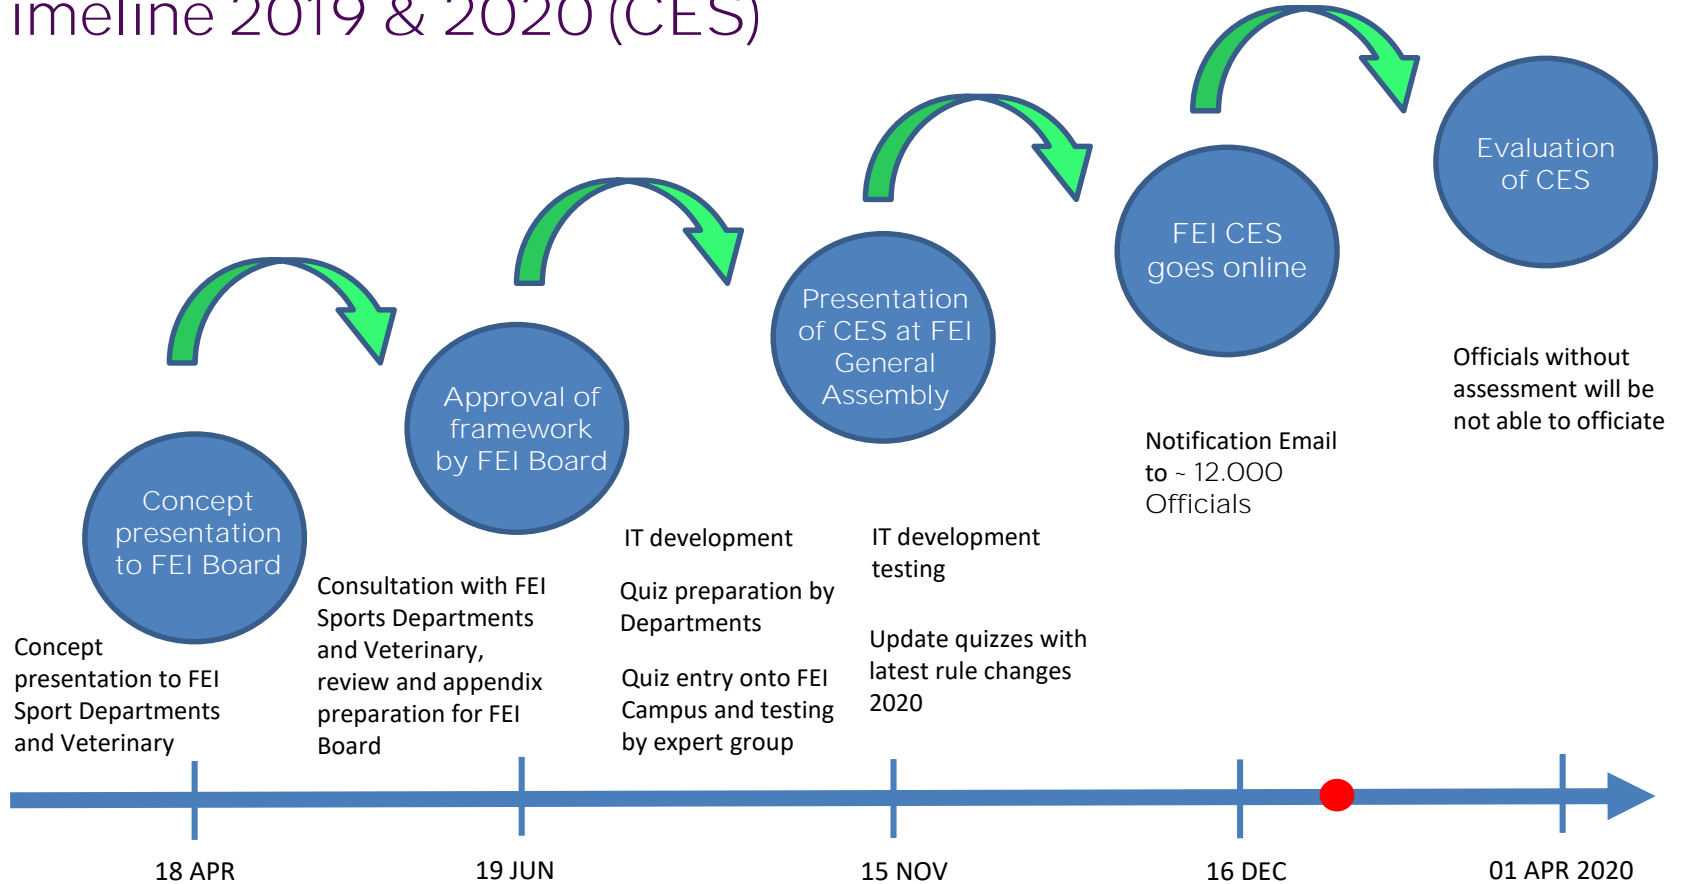 imeline 2019 & 2020 (CES)
Evaluation
of CES
FEI CES
goes online
Presentation
of CES at FEI
General
Assembly
Officials without
assessment will be
not able to officiate
Approval of
framework
by FEI Board
Notification Email
to ~ 12.000
Officials
Concept
presentation
to FEI Board
IT development
Quiz preparation by
Departments
Quiz entry onto FEI
Campus and testing
by expert group
IT development
testing
Update quizzes with
latest rule changes
2020
Consultation with FEI
Sports Departments
and Veterinary,
review and appendix
preparation for FEI
Board
Concept
presentation to FEI
Sport Departments
and Veterinary
18 APR
19 JUN
15 NOV
16 DEC
01 APR 2020